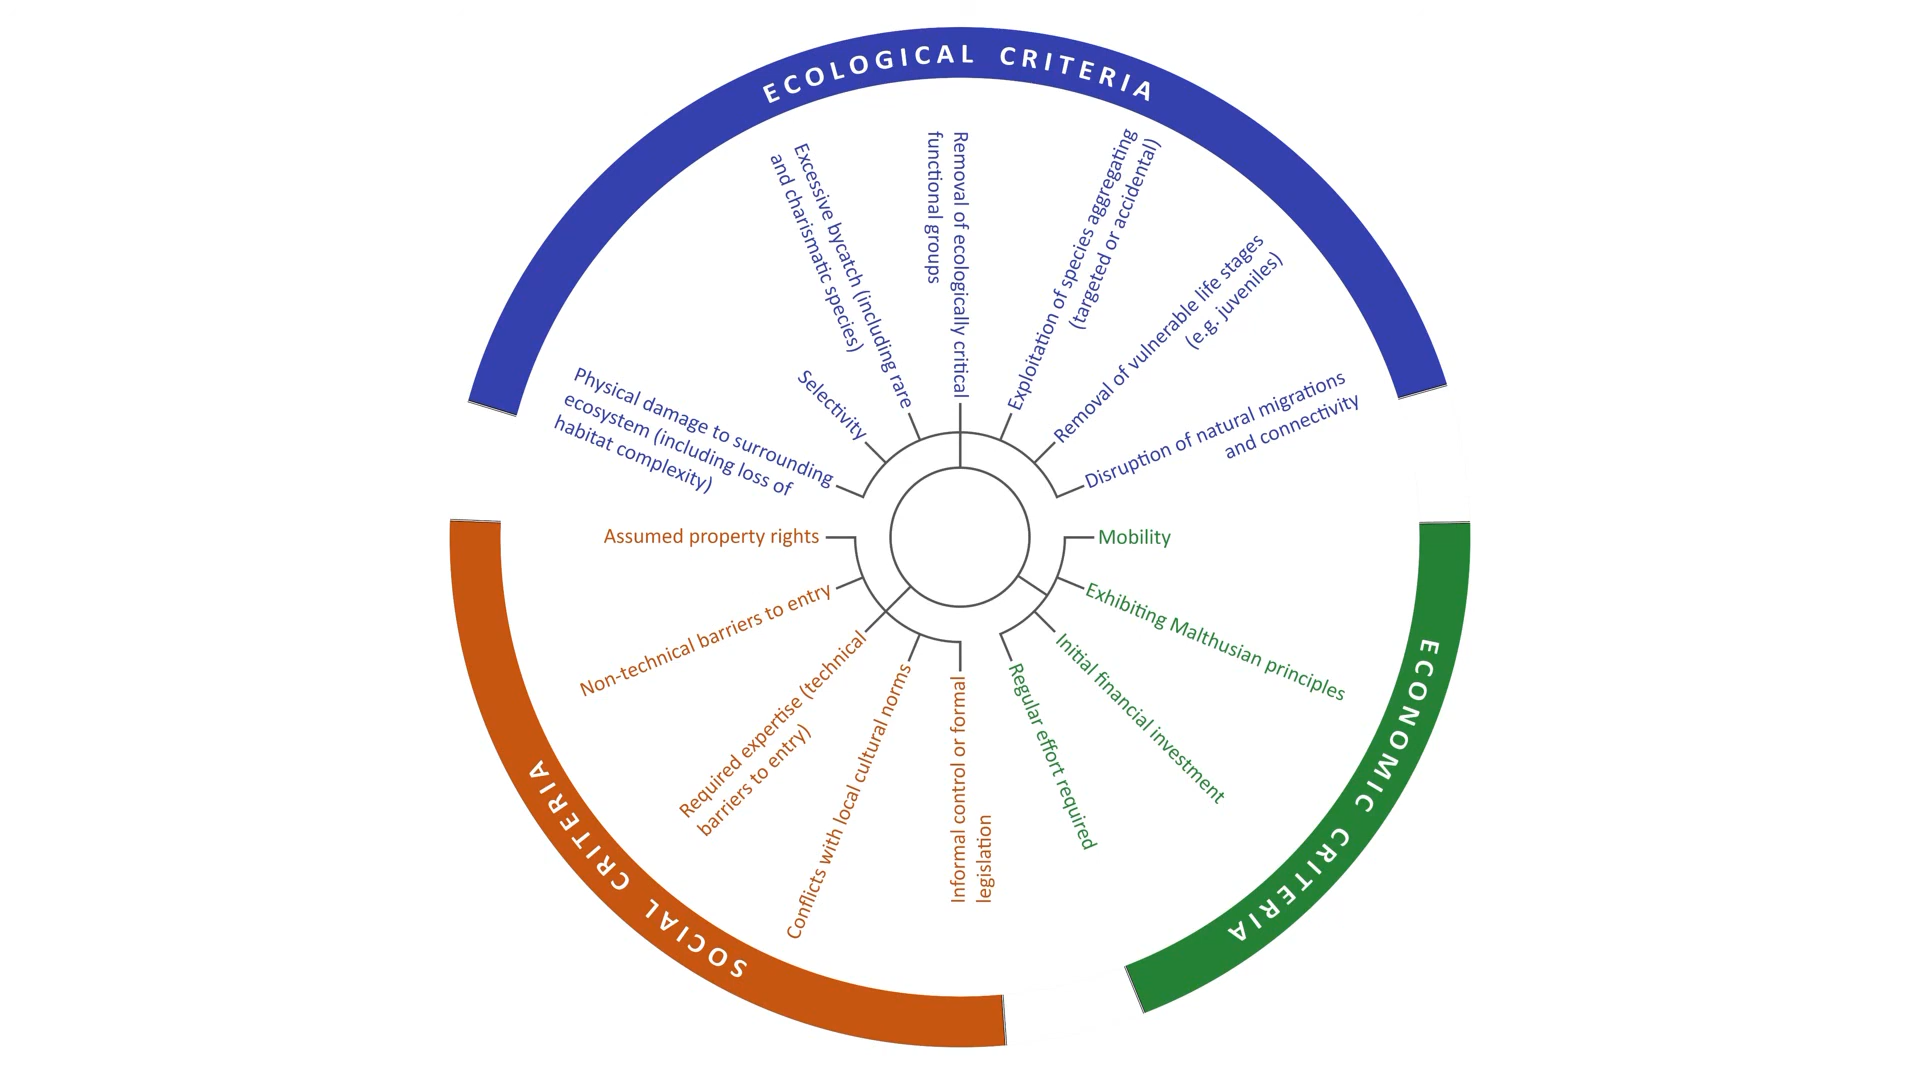 ECOLOGICAL CRITERIA
Physical damage to surrounding
ecosystem (including loss of
habitat complexity)
Selectivity
Excessive bycatch (including rare
and charismatic species)
Removal of ecologically critical
functional groups
Exploitation of species aggregating
(targeted or accidental)
Removal of vulnerable life stages
(e.g. juveniles)
Disruption of natural migrations
and connectivity
Mobility
Exhibiting Malthusian principles
Initial financial investment
Regular effort required
ECONOMIC CRITERIA
Assumed property rights
Non-technical barriers to entry
Required expertise (technical
barriers to entry)
Conflicts with local cultural norms
Informal control or formal
legislation
SOCIAL CRITERIA